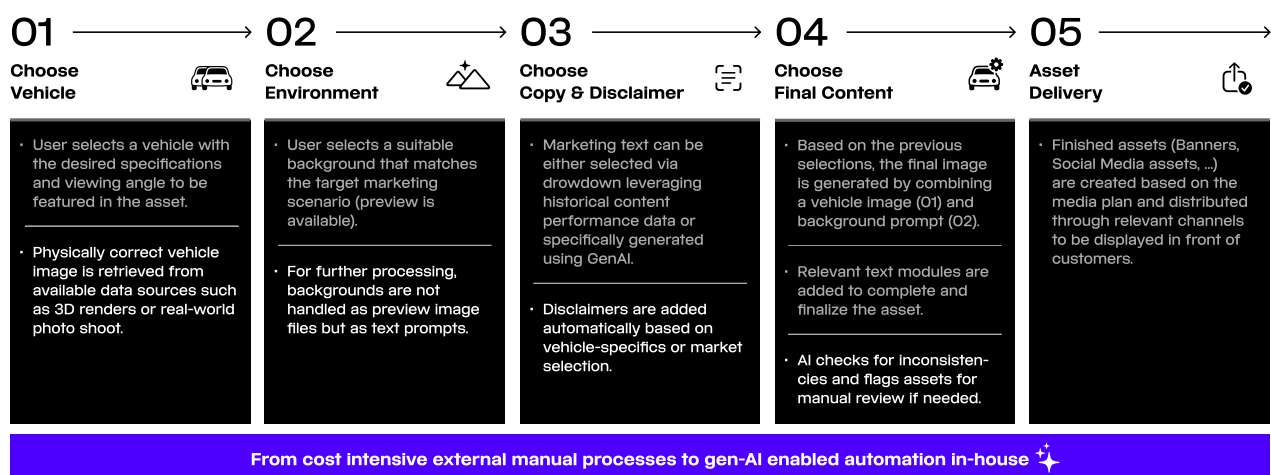 01
Choose
Vehicle
· User selects a vehicle with
the desired specifications
and viewing angle to be
featured in the asset.
· Physically correct vehicle
image is retrieved from
available data sources such
as 3D renders or real-world
photo shoot.
02
Choose
Environment
· User selects a suitable
background that matches
the target marketing
scenario (preview is
available).
· For further processing,
backgrounds are not
handled as preview image
files but as text prompts.
03
Choose
Copy & Disclaimer
· Marketing text can be
either selected via
drowdown leveraging
historical content
performance data or
specifically generated
using GenAI.
· Disclaimers are added
automatically based on
vehicle-specifics or market
selection.
04
Choose
Final Content
· Based on the previous
selections, the final image
is generated by combining
a vehicle image (01) and
background prompt (02).
· Relevant text modules are
added to complete and
finalize the asset.
· AI checks for inconsisten-
cies and flags assets for
manual review if needed.
05
Asset
Delivery
· Finished assets (Banners,
Social Media assets, ...)
are created based on the
media plan and distributed
through relevant channels
to be displayed in front of
customers.
From cost intensive external manual processes to gen-AI enabled automation in-house